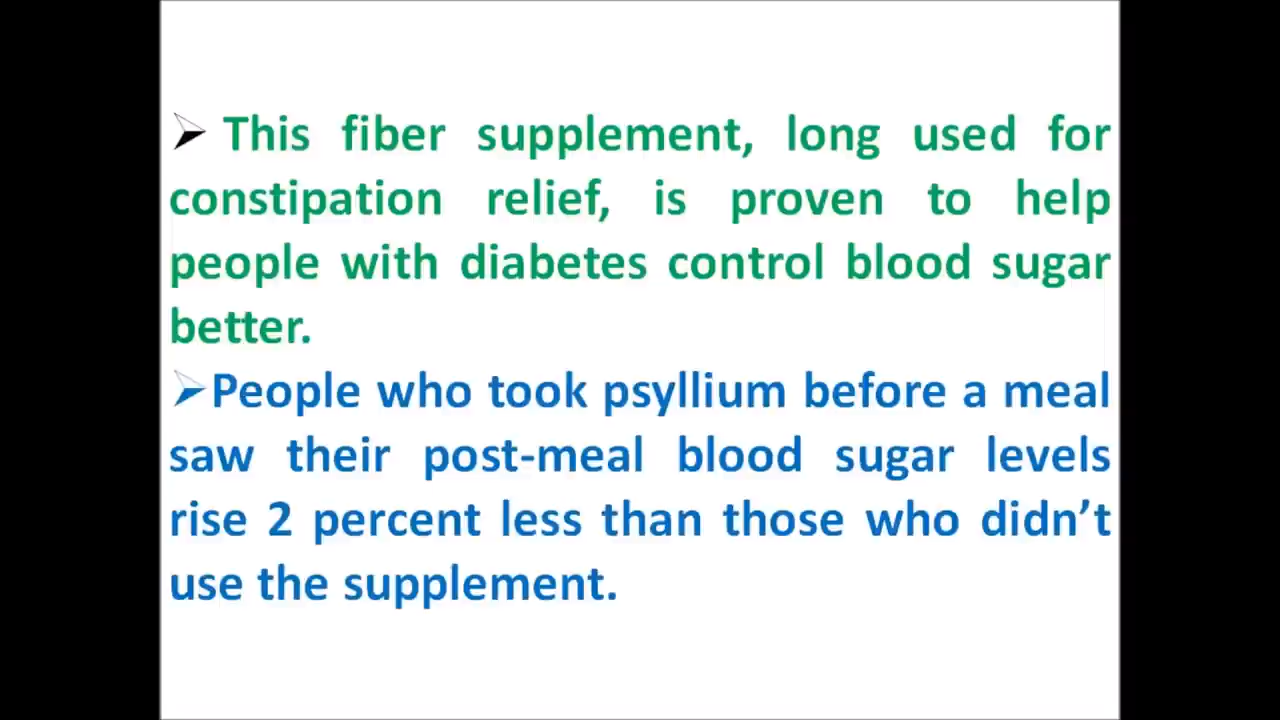 ➢ This fiber supplement, long used for
constipation relief, is proven to help
people with diabetes control blood sugar
better.
➢People who took psyllium before a meal
saw their post-meal blood sugar levels
rise 2 percent less than those who didn’t
use the supplement.